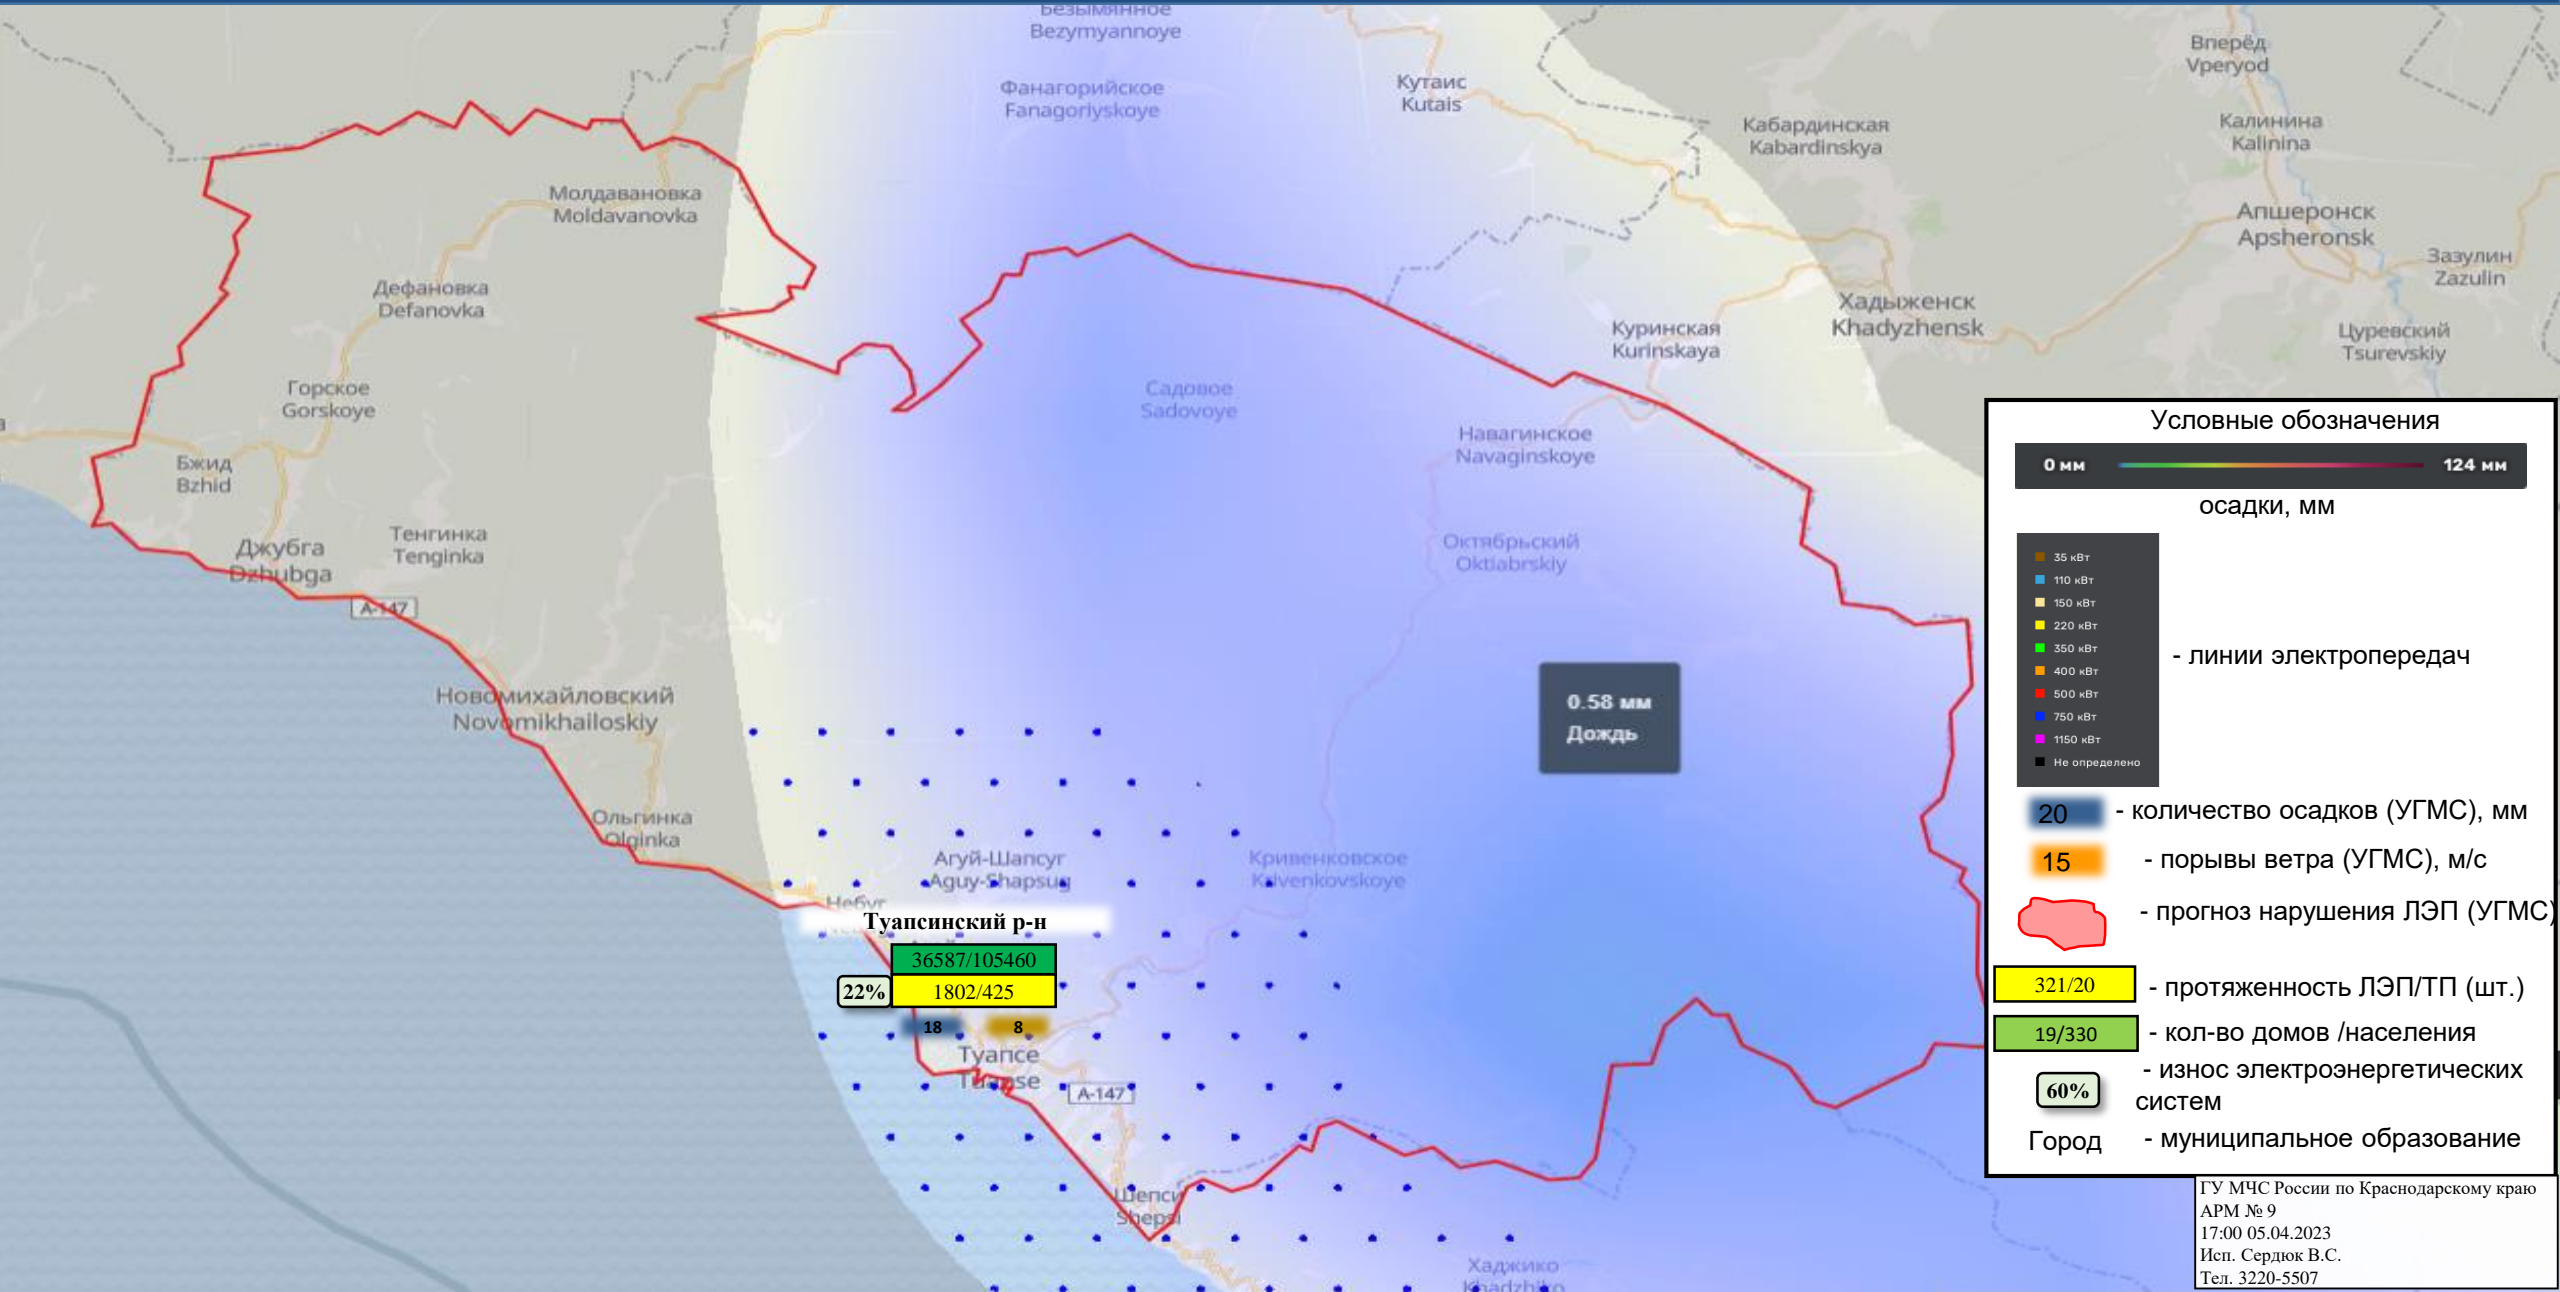 Безымянное
Bezymyannoye
Фанагорийское
Fanagoriyskoye
Кутаис
Kutais
Вперёд
Vperyod
Кабардинская
Kabardinskya
Калинина
Kalinina
Молдавановка
Moldavanovka
Апшеронск
Apsheronsk
Зазулин
Zazulin
Дефановка
Defanovka
Хадыженск
Khadyzhensk
Куринская
Kurinskaya
Цуревский
Tsurevskiy
Горское
Gorskoye
Садовое
Sadovoye
Навагинское
Navaginskoye
Бжид
Bzhid
Тенгинка
Tenginka
Джубга
Dzhubga
А-147
Октябрьский
Oktiabrskiy
Новомихайловский
Novomikhailoskiy
0.58 мм
Дождь
Ольгинка
Olginka
Агуй-Шапсуг
Aguy-Shapsug
Кривенковское
Krivenkovskoye
Небуг
Туапсинский р-н
36587/105460
22%
1802/425
18
8
Туапсе
Tuapse
А-147
Шепси
Shepsi
Хаджико
Khadzhiko
Условные обозначения
0 мм
124 мм
осадки, мм
35 кВт
110 кВт
150 кВт
220 кВт
350 кВт
400 кВт
500 кВт
750 кВт
1150 кВт
Не определено
- линии электропередач
20 - количество осадков (УГМС), мм
15 - порывы ветра (УГМС), м/с
- прогноз нарушения ЛЭП (УГМС)
321/20 - протяженность ЛЭП/ТП (шт.)
19/330 - кол-во домов /населения
60% - износ электроэнергетических
систем
Город - муниципальное образование
ГУ МЧС России по Краснодарскому краю
АРМ № 9
17:00 05.04.2023
Исп. Сердюк В.С.
Тел. 3220-5507